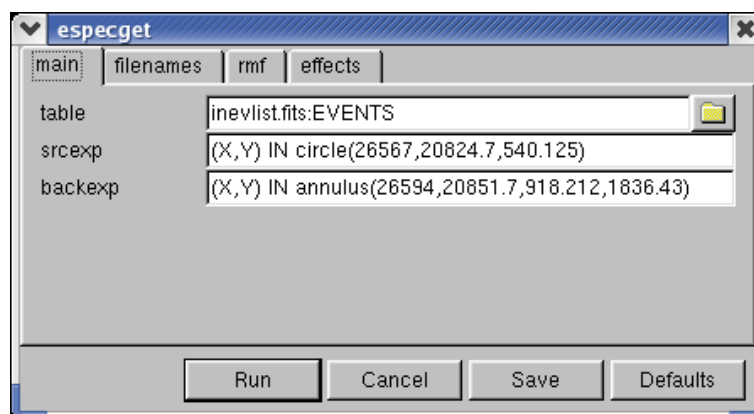 especget
main filenames rmf effects
table inevlist.fits:EVENTS
srcexp (X,Y) IN circle(26567,20824.7,540.125)
backexp (X,Y) IN annulus(26594,20851.7,918.212,1836.43)
Run Cancel Save Defaults